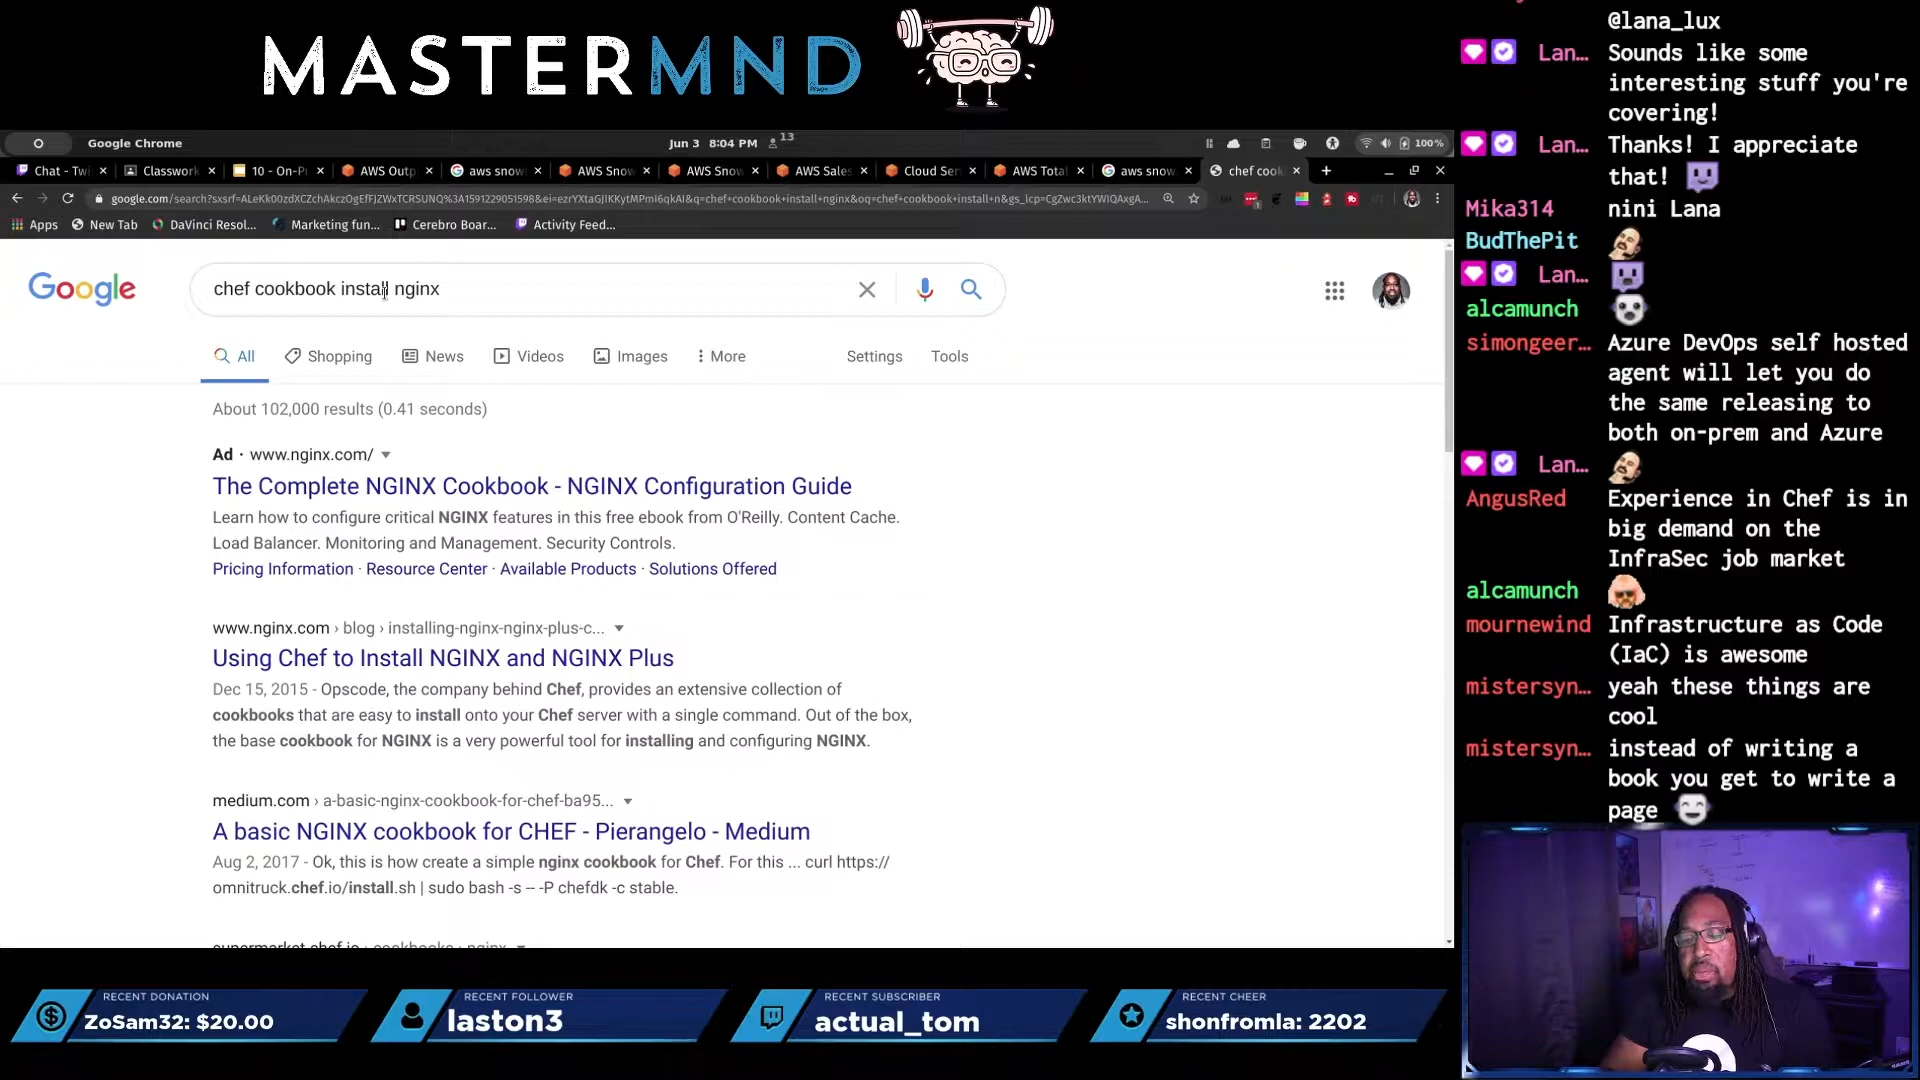 MASTERMND
Google Chrome
Jun 3 8:04 PM
13
100%
Chat - Twi
Classwork
10 - On-P
AWS Outp
aws snow
AWS Snow
AWS Snow
AWS Sales
Cloud Ser
AWS Total
aws snow
chef cook
Apps
New Tab
DaVinci Resol...
Marketing fun...
Cerebro Boar...
Activity Feed...
Google
chef cookbook install nginx
All
Shopping
News
Videos
Images
More
Settings
Tools
About 102,000 results (0.41 seconds)
Ad · www.nginx.com/
The Complete NGINX Cookbook - NGINX Configuration Guide
Learn how to configure critical NGINX features in this free ebook from O'Reilly. Content Cache.
Load Balancer. Monitoring and Management. Security Controls.
Pricing Information · Resource Center · Available Products · Solutions Offered
www.nginx.com › blog › installing-nginx-nginx-plus-c...
Using Chef to Install NGINX and NGINX Plus
Dec 15, 2015 - Opscode, the company behind Chef, provides an extensive collection of
cookbooks that are easy to install onto your Chef server with a single command. Out of the box,
the base cookbook for NGINX is a very powerful tool for installing and configuring NGINX.
medium.com › a-basic-nginx-cookbook-for-chef-ba95...
A basic NGINX cookbook for CHEF - Pierangelo - Medium
Aug 2, 2017 - Ok, this is how create a simple nginx cookbook for Chef. For this ... curl https://
omnitruck.chef.io/install.sh | sudo bash -s -- -P chefdk -c stable.
supermarket.chef.io › cookbooks › nginx
@lana_lux
Lan... Sounds like some
interesting stuff you're
covering!
Lan... Thanks! I appreciate
that!
Mika314 nini Lana
BudThePit
Lan...
alcamunch
simongeer... Azure DevOps self hosted
agent will let you do
the same releasing to
both on-prem and Azure
Lan...
AngusRed Experience in Chef is in
big demand on the
InfraSec job market
alcamunch
mournewind Infrastructure as Code
(IaC) is awesome
mistersyn... yeah these things are
cool
mistersyn... instead of writing a
book you get to write a
page
RECENT DONATION
ZoSam32: $20.00
RECENT FOLLOWER
laston3
RECENT SUBSCRIBER
actual_tom
RECENT CHEER
shonfromla: 2202